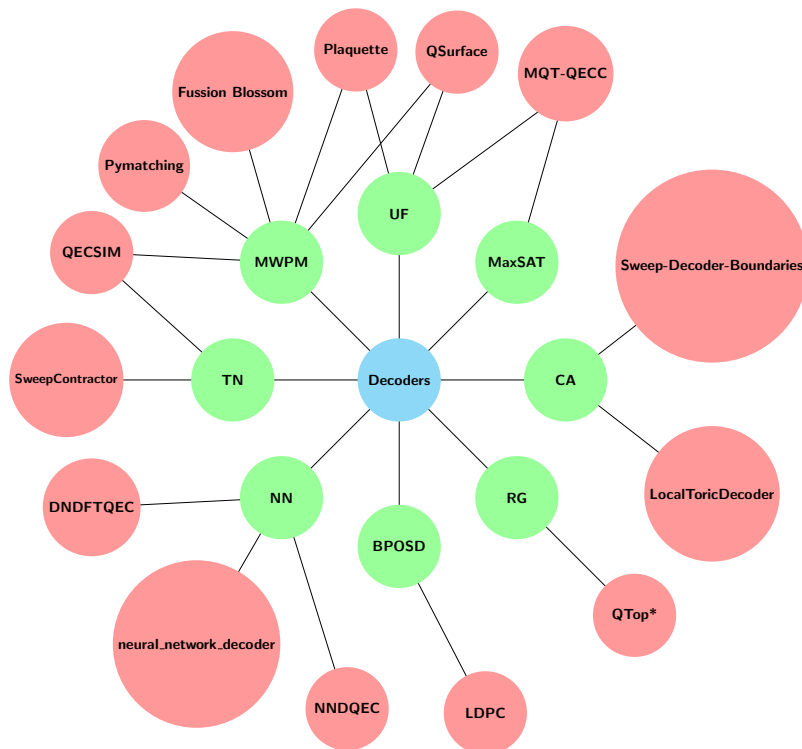 Plaquette
QSurface
MQT-QECC
Fussion Blossom
Pymatching
UF
QECSIM
MWPM
MaxSAT
Sweep-Decoder-Boundaries
SweepContractor
TN
Decoders
CA
DNDFTQEC
NN
RG
LocalToricDecoder
BPOSD
QTop*
neural_network_decoder
NNDQEC
LDPC